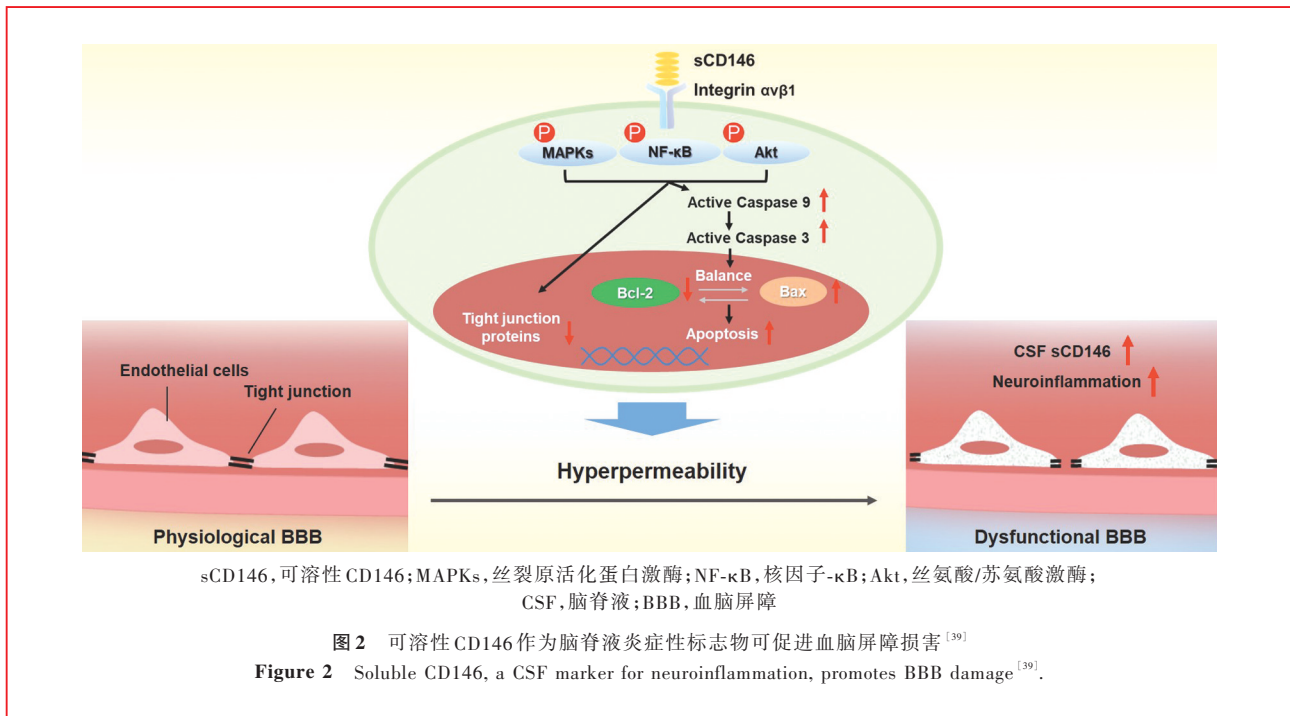 sCD146
Integrin αvβ1
P
P
P
MAPKs
NF-κB
Akt
Active Caspase 9
Active Caspase 3
Balance
Bcl-2
Bax
Tight junction
proteins
Apoptosis
Endothelial cells
Tight junction
CSF sCD146
Neuroinflammation
Hyperpermeability
Physiological BBB
Dysfunctional BBB
sCD146,可溶性CD146;MAPKs,丝裂原活化蛋白激酶;NF-κB,核因子-κB;Akt,丝氨酸/苏氨酸激酶;
CSF,脑脊液;BBB,血脑屏障
图2 可溶性CD146作为脑脊液炎症性标志物可促进血脑屏障损害[39]
Figure 2 Soluble CD146, a CSF marker for neuroinflammation, promotes BBB damage[39].